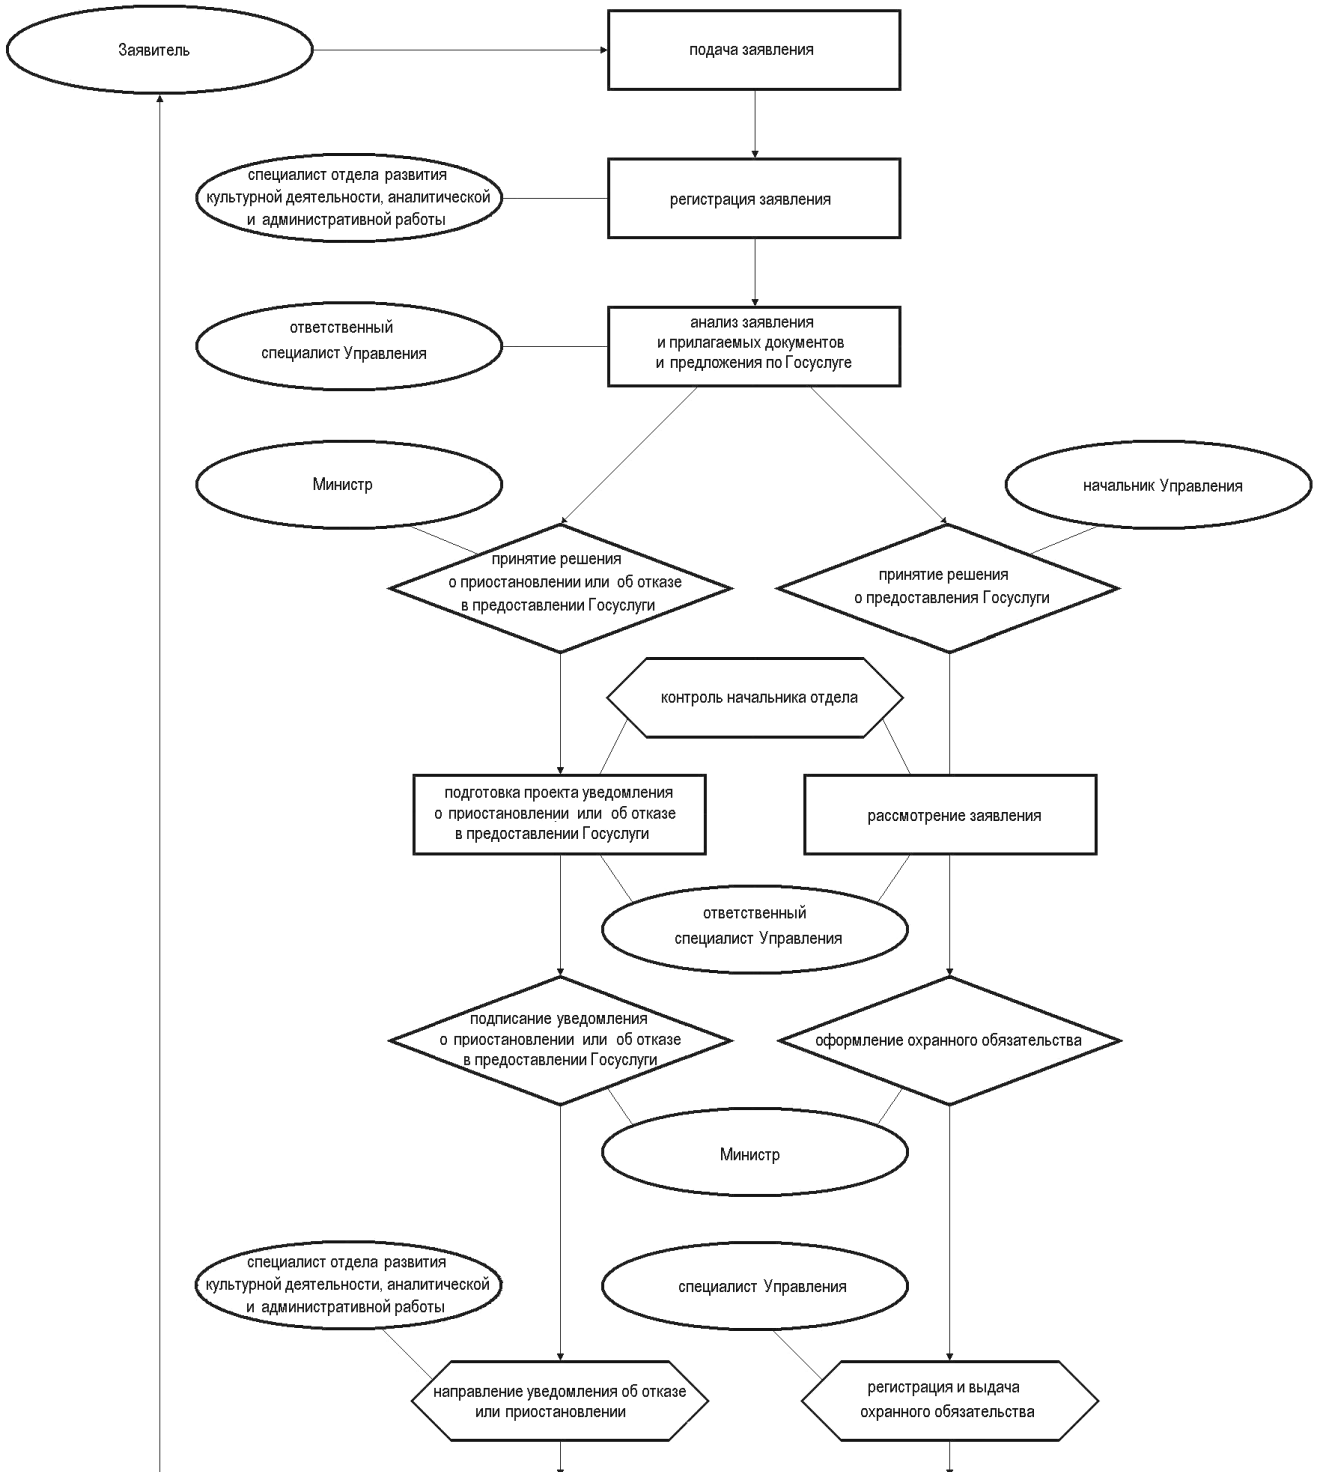 Заявитель
подача заявления
специалист отдела развития
культурной деятельности, аналитической
и административной работы
регистрация заявления
ответственный
специалист Управления
анализ заявления
и прилагаемых документов
и предложения по Госуслуге
Министр
начальник Управления
принятие решения
о приостановлении или об отказе
в предоставлении Госуслуги
принятие решения
о предоставления Госуслуги
контроль начальника отдела
подготовка проекта уведомления
о приостановлении или об отказе
в предоставлении Госуслуги
рассмотрение заявления
ответственный
специалист Управления
подписание уведомления
о приостановлении или об отказе
в предоставлении Госуслуги
оформление охранного обязательства
Министр
специалист отдела развития
культурной деятельности, аналитической
и административной работы
специалист Управления
направление уведомления об отказе
или приостановлении
регистрация и выдача
охранного обязательства